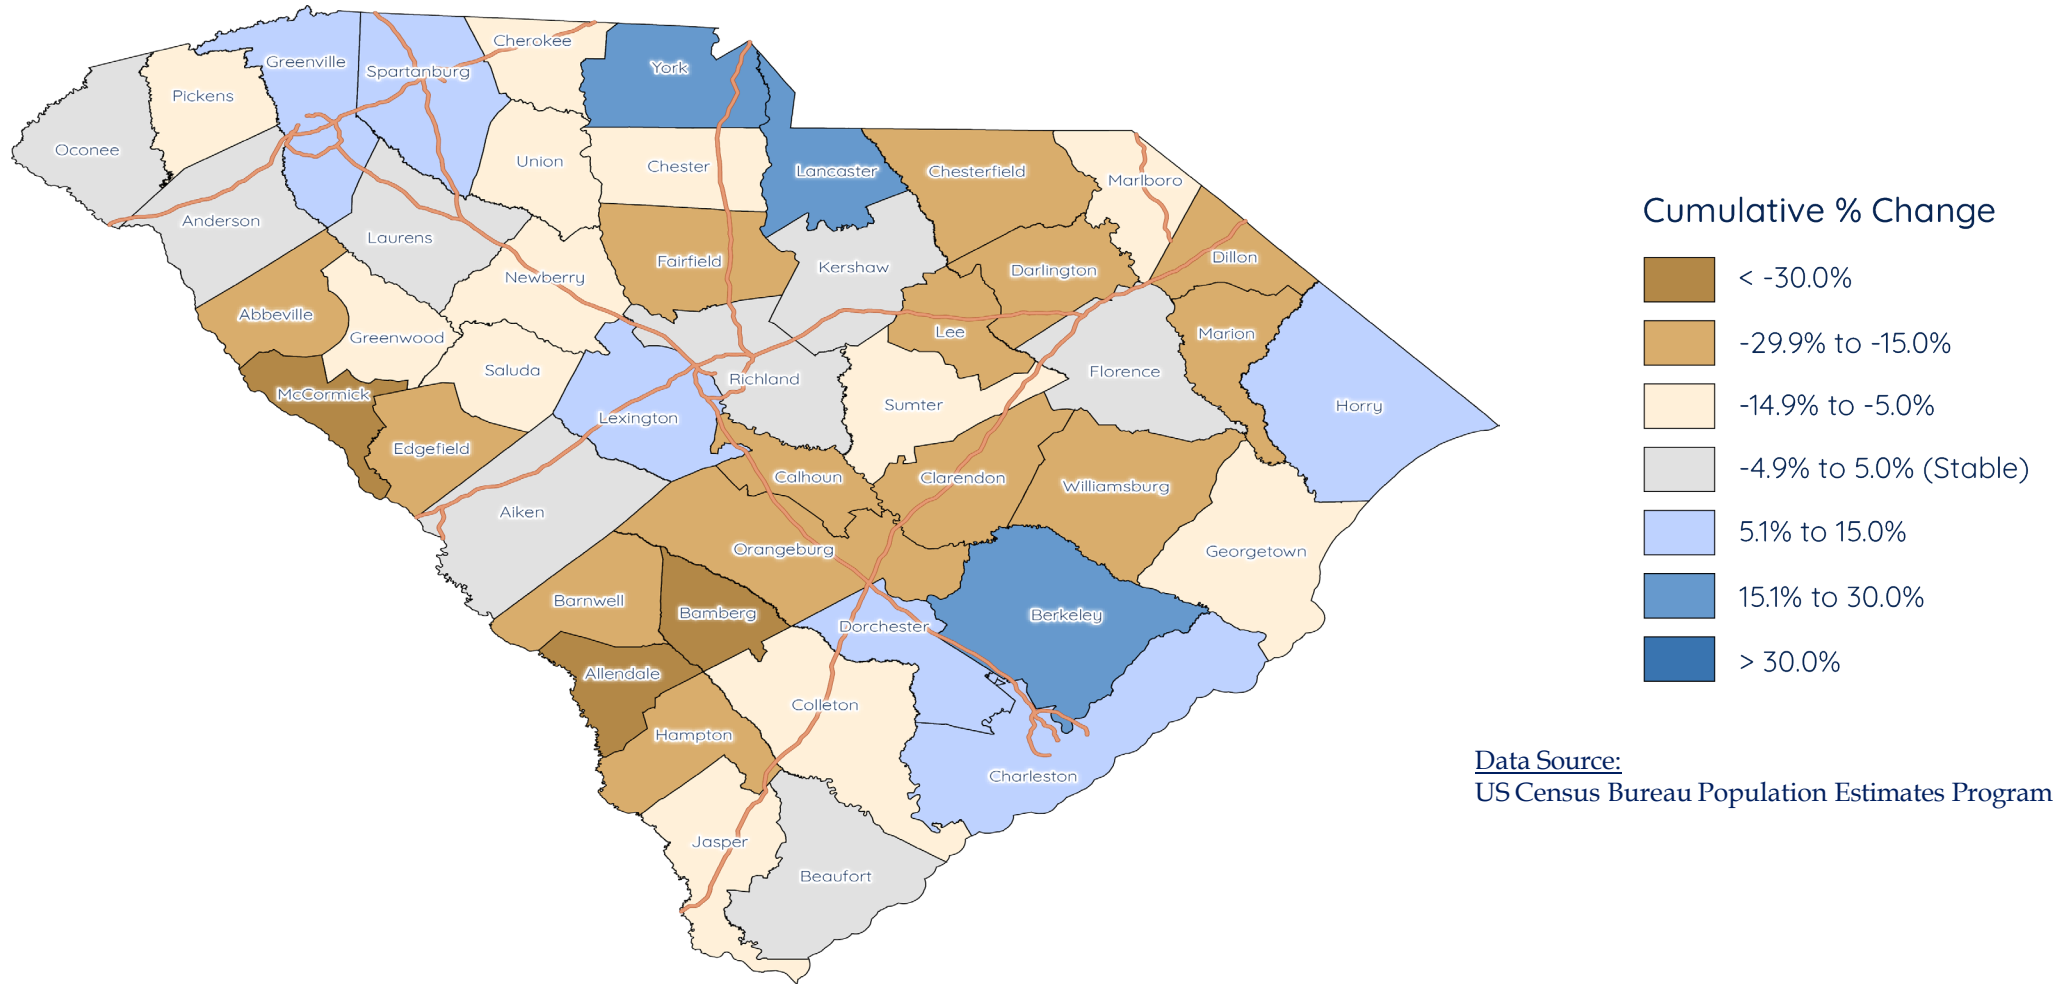 Cherokee
Greenville
York
Spartanburg
Pickens
Oconee
Union
Chester
Lancaster
Chesterfield
Marlboro
Anderson
Laurens
Newberry
Fairfield
Kershaw
Darlington
Dillon
Abbeville
Greenwood
Lee
Marion
Saluda
Richland
Florence
McCormick
Lexington
Sumter
Horry
Edgefield
Calhoun
Clarendon
Williamsburg
Aiken
Orangeburg
Georgetown
Barnwell
Bamberg
Dorchester
Berkeley
Allendale
Colleton
Hampton
Charleston
Jasper
Beaufort
Cumulative % Change
< -30.0%
-29.9% to -15.0%
-14.9% to -5.0%
-4.9% to 5.0% (Stable)
5.1% to 15.0%
15.1% to 30.0%
> 30.0%
Data Source:
US Census Bureau Population Estimates Program